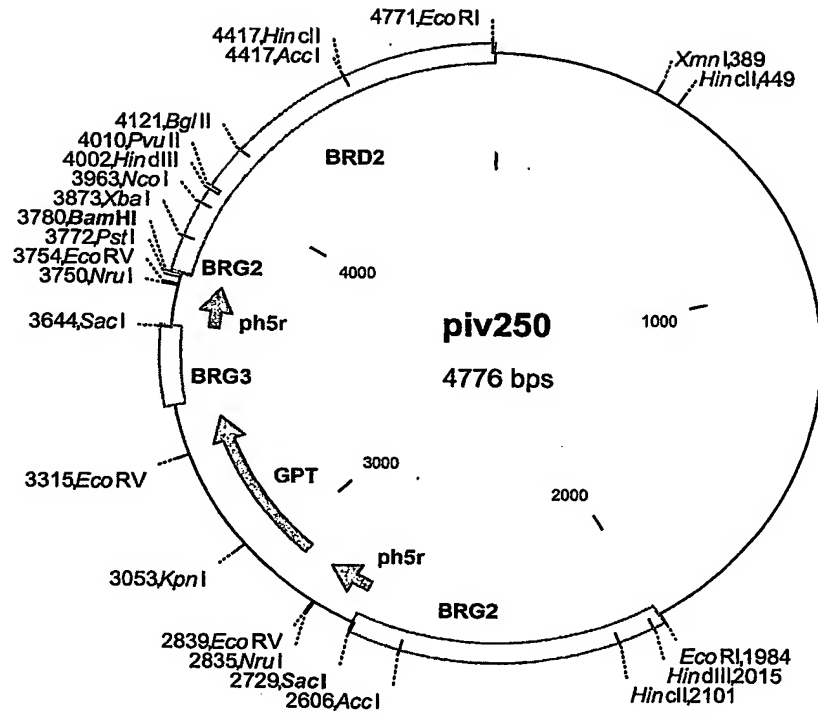 4771,EcoRI
4417,HincII
4417,AccI
XmnI,389
HincII,449
4121,BglII
4010,PvuII
4002,HindIII
3963,NcoI
3873,XbaI
3780,BamHI
3772,PstI
3754,EcoRV
3750,NruI
3644,SacI
BRD2
BRG2
ph5r
BRG3
4000
1000
piv250
4776 bps
GPT
3000
2000
3315,EcoRV
3053,KpnI
ph5r
BRG2
2839,EcoRV
2835,NruI
2729,SacI
2606,AccI
EcoRI,1984
HindIII,2015
HincII,2101